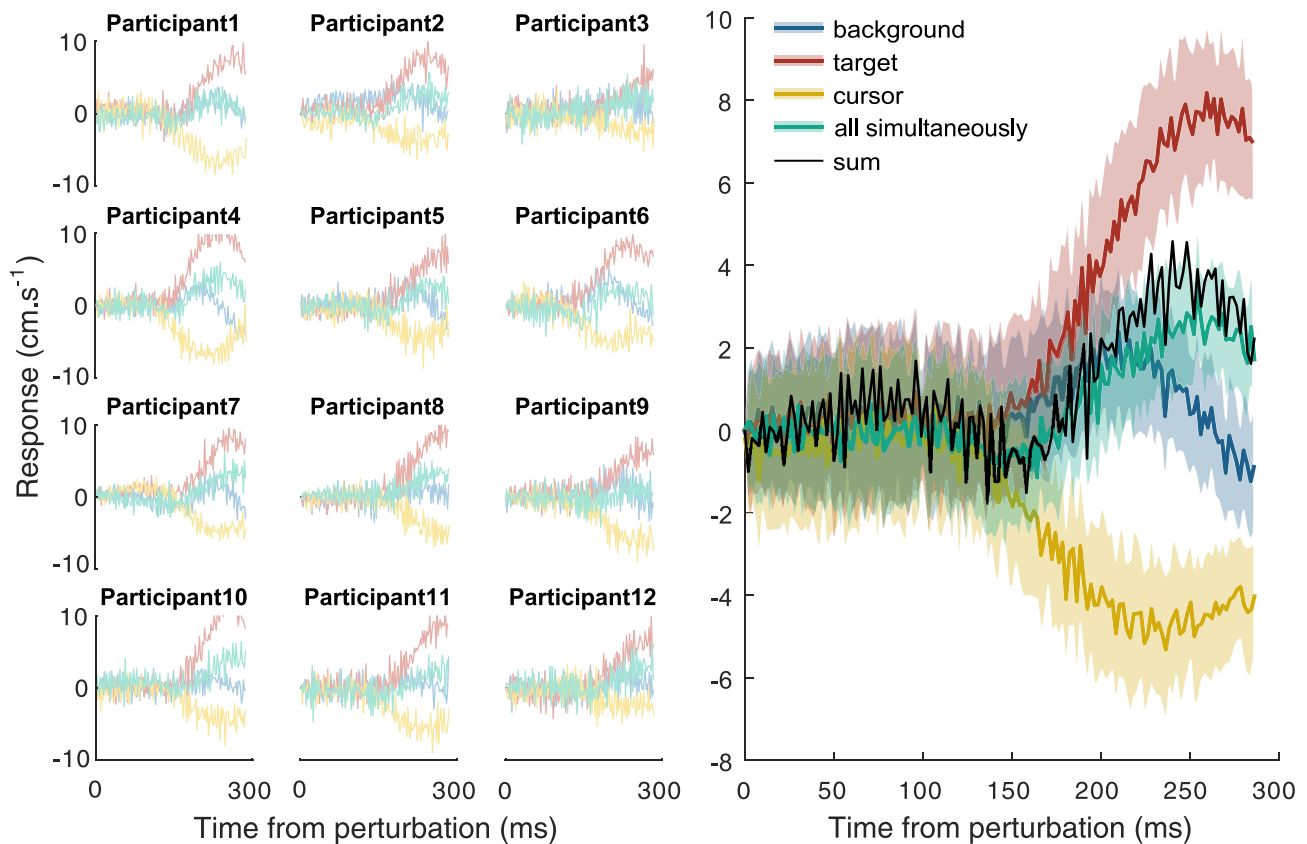 Participant1
Participant2
Participant3
10
0
-10
Participant4
Participant5
Participant6
10
0
-10
Participant7
Participant8
Participant9
10
0
-10
Participant10
Participant11
Participant12
10
0
-10
0
300
0
300
0
300
Response (cm.s-1)
Time from perturbation (ms)
10
8
6
4
2
0
-2
-4
-6
-8
background
target
cursor
all simultaneously
sum
0
50
100
150
200
250
300
Time from perturbation (ms)